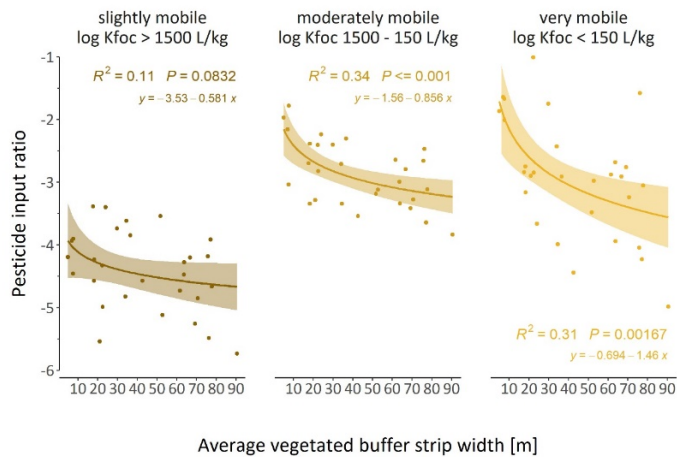 slightly mobile
log Kfoc > 1500 L/kg
moderately mobile
log Kfoc 1500 - 150 L/kg
very mobile
log Kfoc < 150 L/kg
Pesticide input ratio
-1
-2
-3
-4
-5
-6
R² = 0.11 P = 0.0832
y = −3.53 − 0.581 x
R² = 0.34 P <= 0.001
y = −1.56 − 0.856 x
R² = 0.31 P = 0.00167
y = −0.694 − 1.46 x
10 20 30 40 50 60 70 80 90
10 20 30 40 50 60 70 80 90
10 20 30 40 50 60 70 80 90
Average vegetated buffer strip width [m]